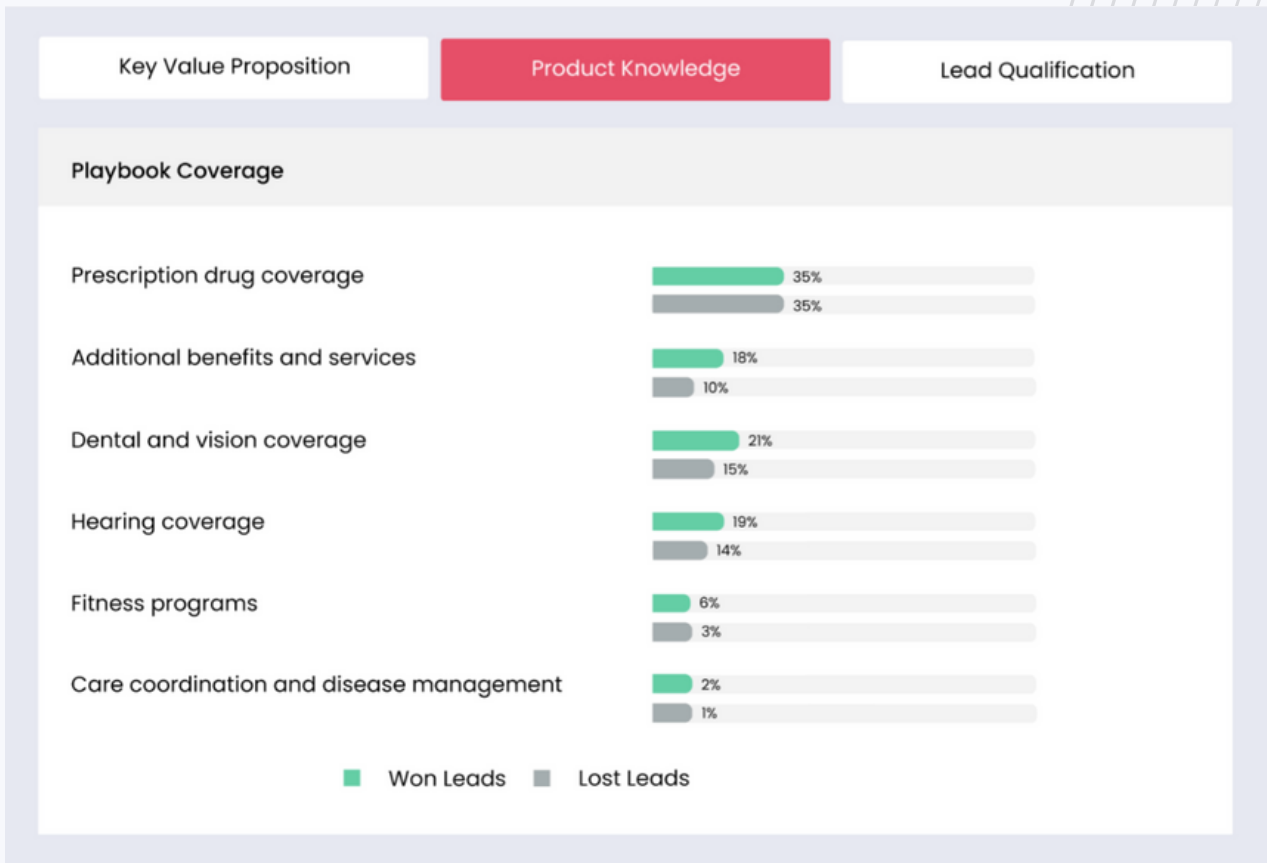 Key Value Proposition
Product Knowledge
Lead Qualification
Playbook Coverage
Prescription drug coverage
35%
35%
Additional benefits and services
18%
10%
Dental and vision coverage
21%
15%
Hearing coverage
19%
14%
Fitness programs
6%
3%
Care coordination and disease management
2%
1%
Won Leads
Lost Leads